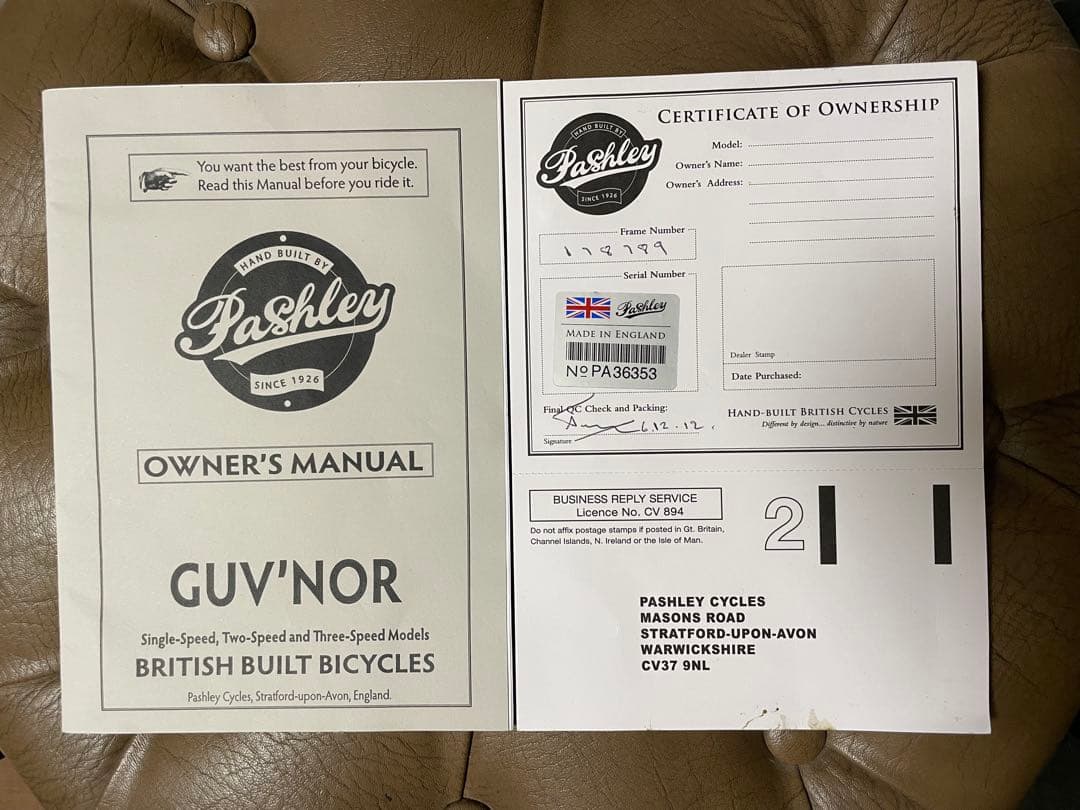 You want the best from your bicycle.
Read this Manual before you ride it.
HAND BUILT BY
Pashley
SINCE 1926
OWNER'S MANUAL
GUV'NOR
Single-Speed, Two-Speed and Three-Speed Models
BRITISH BUILT BICYCLES
Pashley Cycles, Stratford-upon-Avon, England.
HAND BUILT BY
Pashley
SINCE 1926
CERTIFICATE OF OWNERSHIP
Model:
Owner's Name:
Owner's Address:
Frame Number
178789
Serial Number
Pashley
MADE IN ENGLAND
Nº PA36353
Dealer Stamp
Date Purchased:
Final QC Check and Packing:
6.12.12.
Signature
HAND-BUILT BRITISH CYCLES
Different by design... distinctive by nature
BUSINESS REPLY SERVICE
Licence No. CV 894
Do not affix postage stamps if posted in Gt. Britain,
Channel Islands, N. Ireland or the Isle of Man.
2
PASHLEY CYCLES
MASONS ROAD
STRATFORD-UPON-AVON
WARWICKSHIRE
CV37 9NL